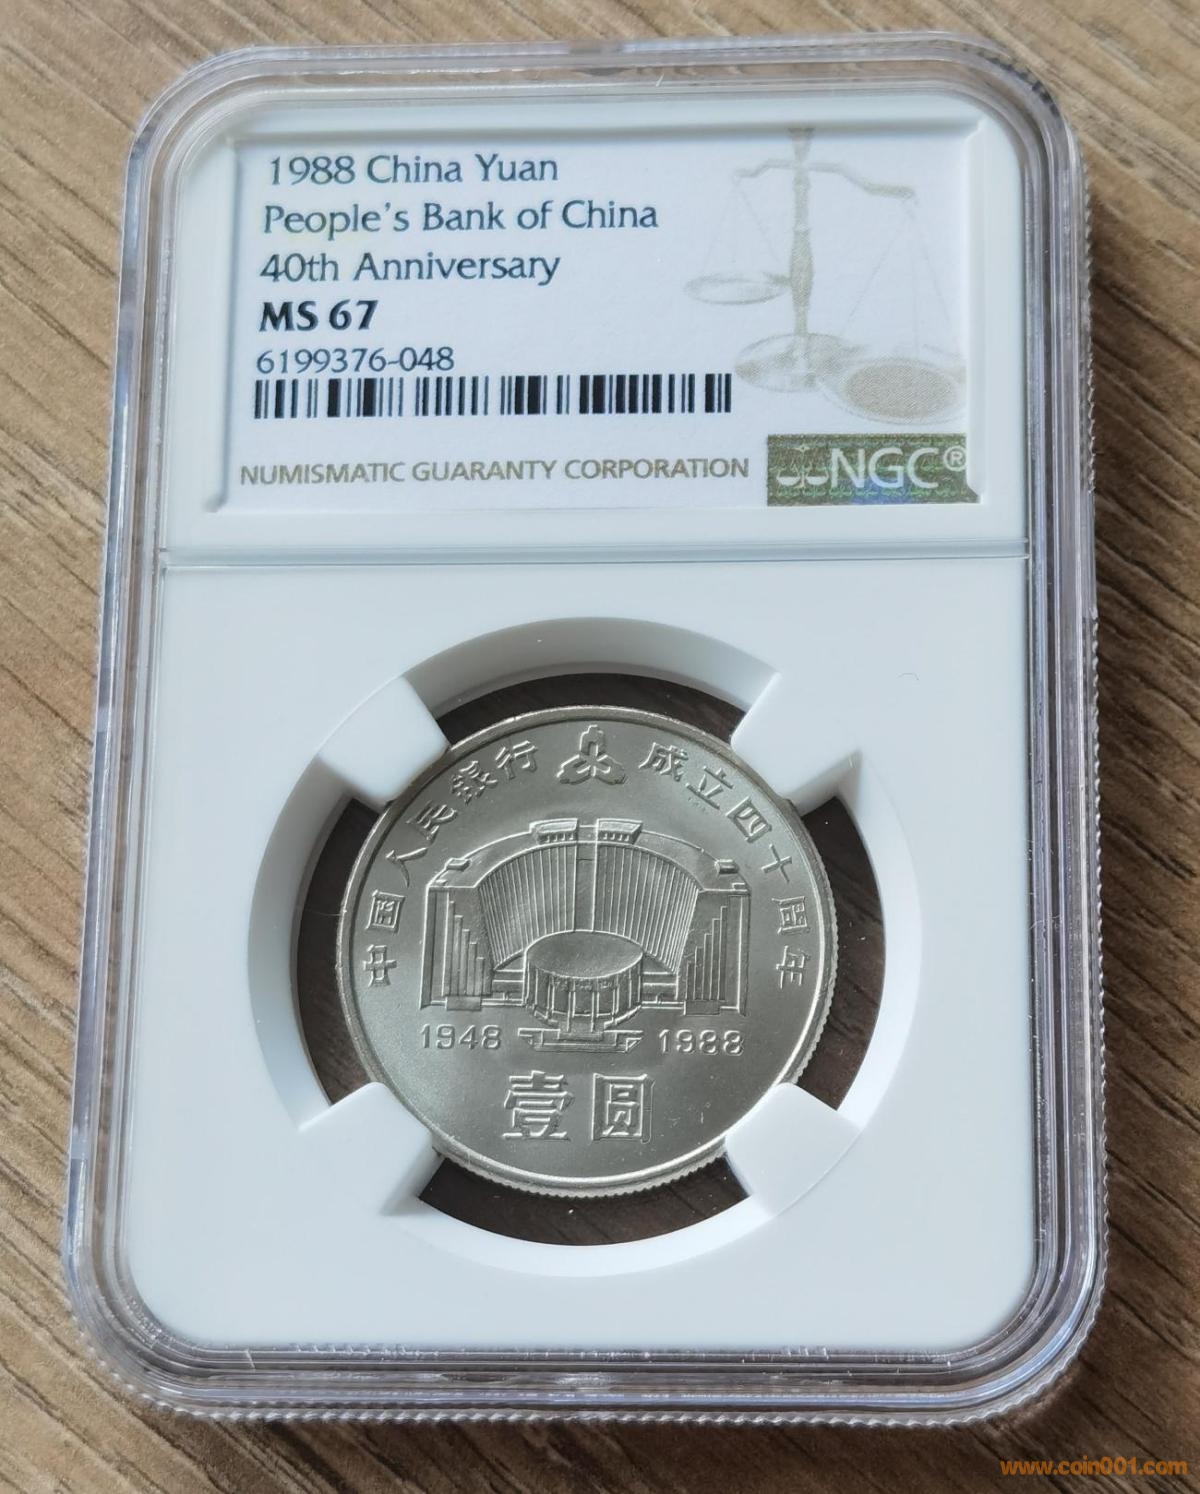 1988 China Yuan
People's Bank of China
40th Anniversary
MS 67
6199376-048
NUMISMATIC GUARANTY CORPORATION
NGC®
中国人民銀行 成立四十周年
1948 1988
壹圆
www.coin001.com